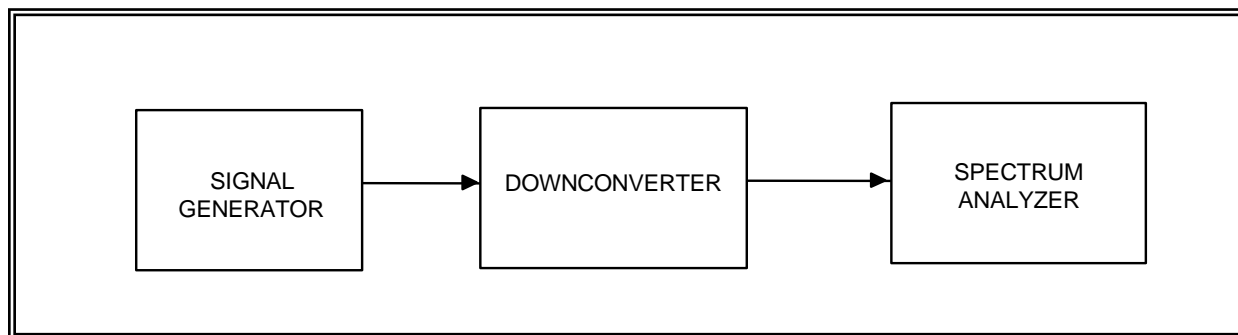 SIGNAL
GENERATOR
DOWNCONVERTER
SPECTRUM
ANALYZER